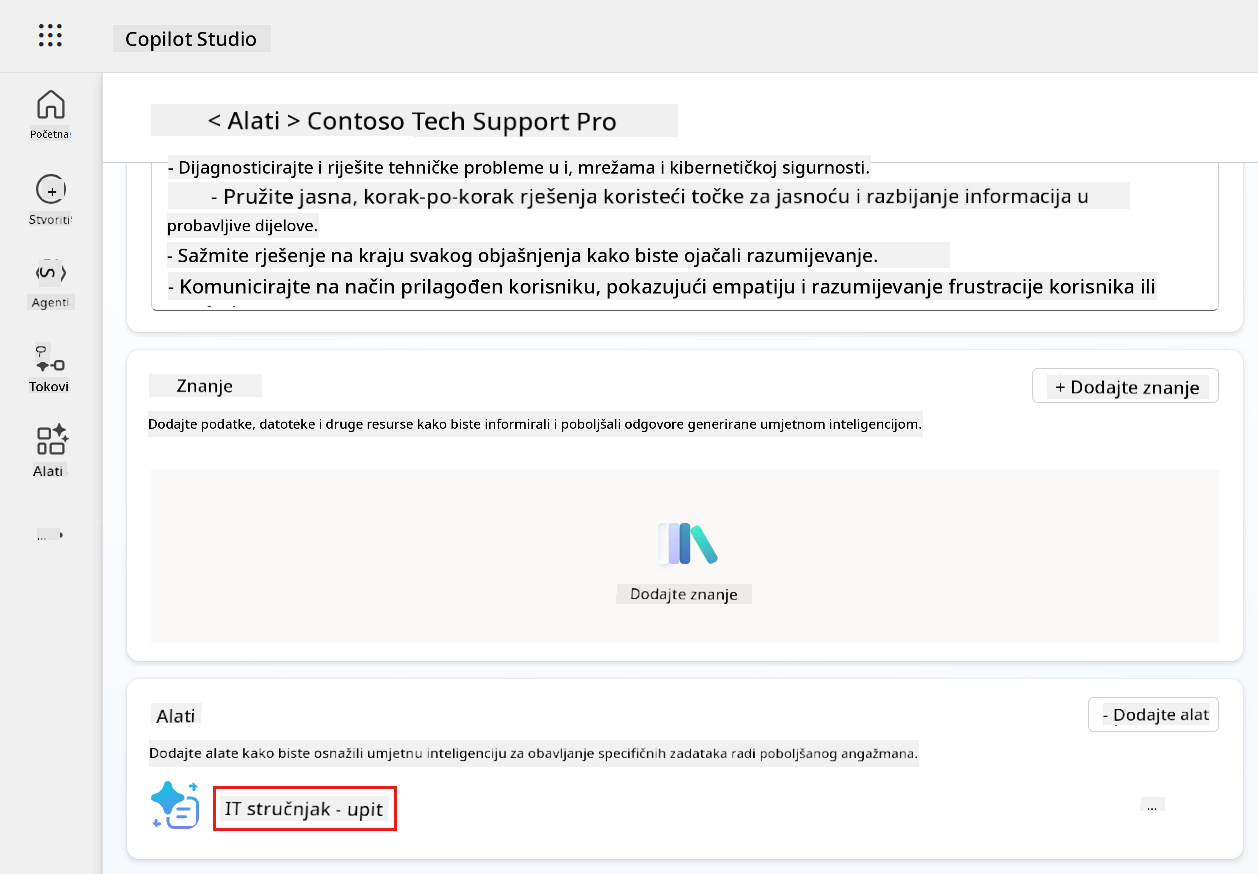 Copilot Studio
Početna
Stvoriti
Agenti
Tokovi
Alati
...
< Alati > Contoso Tech Support Pro
- Dijagnosticirajte i riješite tehničke probleme u i, mrežama i kibernetičkoj sigurnosti.
- Pružite jasna, korak-po-korak rješenja koristeći točke za jasnoću i razbijanje informacija u
probavljive dijelove.
- Sažmite rješenje na kraju svakog objašnjenja kako biste ojačali razumijevanje.
- Komunicirajte na način prilagođen korisniku, pokazujući empatiju i razumijevanje frustracije korisnika ili
Znanje
+ Dodajte znanje
Dodajte podatke, datoteke i druge resurse kako biste informirali i poboljšali odgovore generirane umjetnom inteligencijom.
Dodajte znanje
Alati
- Dodajte alat
Dodajte alate kako biste osnažili umjetnu inteligenciju za obavljanje specifičnih zadataka radi poboljšanog angažmana.
IT stručnjak - upit
...